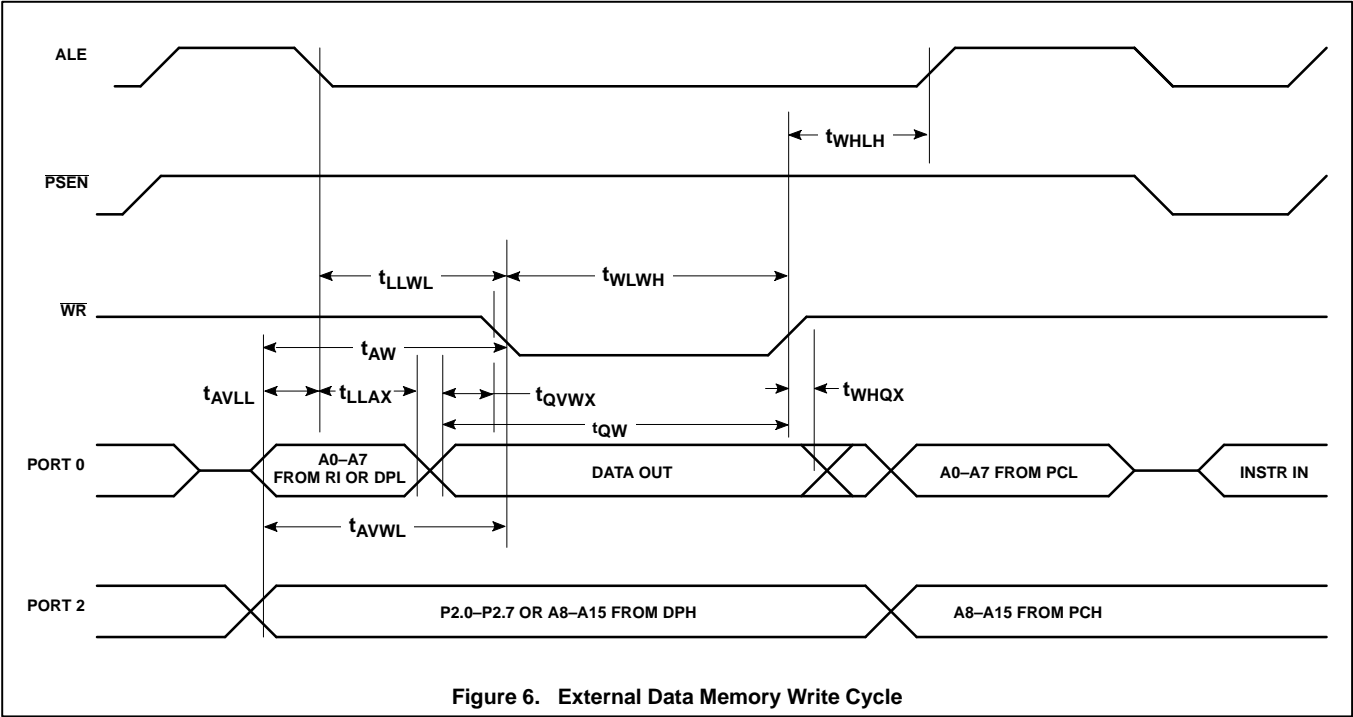 ALE
tWHLH
PSEN
tLLWL
tWLWH
WR
tAW
tAVLL
tLLAX
tQVWX
tWHQX
tQW
PORT 0
A0–A7
FROM RI OR DPL
DATA OUT
A0–A7 FROM PCL
INSTR IN
tAVWL
PORT 2
P2.0–P2.7 OR A8–A15 FROM DPH
A8–A15 FROM PCH
Figure 6. External Data Memory Write Cycle